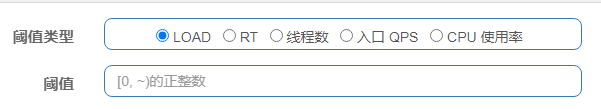 阈值类型 LOAD RT 线程数 入口 QPS CPU 使用率
阈值 [0, ~)的正整数